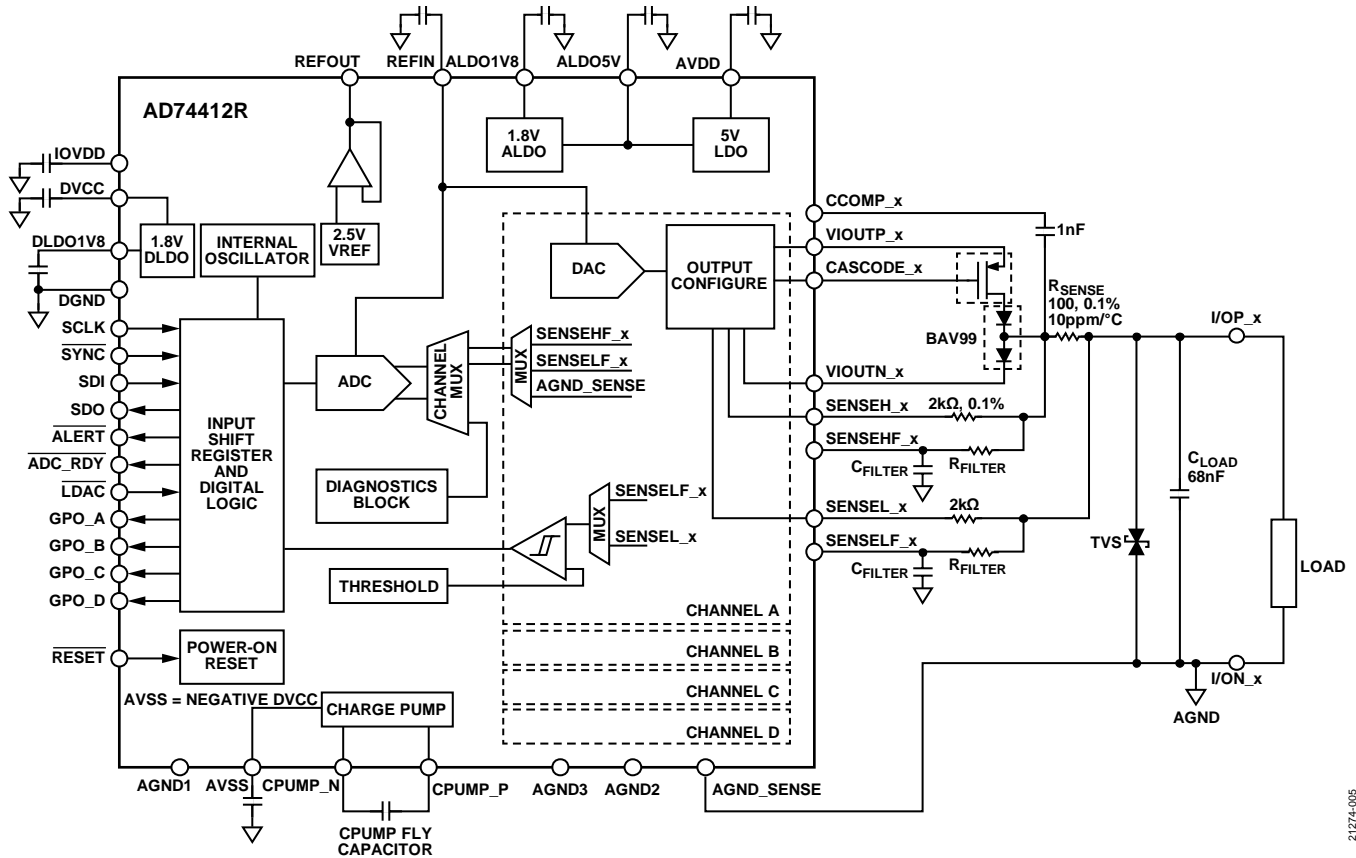 REFOUT
REFIN
ALDO1V8
ALDO5V
AVDD
AD74412R
IOVDD
DVCC
DLDO1V8
DGND
1.8V
DLDO
INTERNAL
OSCILLATOR
2.5V
VREF
1.8V
ALDO
5V
LDO
SCLK
SYNC
SDI
SDO
ALERT
ADC_RDY
LDAC
GPO_A
GPO_B
GPO_C
GPO_D
RESET
INPUT
SHIFT
REGISTER
AND
DIGITAL
LOGIC
POWER-ON
RESET
ADC
CHANNEL
MUX
MUX
SENSEHF_x
SENSELF_x
AGND_SENSE
DAC
OUTPUT
CONFIGURE
DIAGNOSTICS
BLOCK
THRESHOLD
MUX
SENSELF_x
SENSEL_x
CHANNEL A
CHANNEL B
CHANNEL C
CHANNEL D
AVSS = NEGATIVE DVCC
CHARGE PUMP
AGND1
AVSS
CPUMP_N
CPUMP_P
AGND3
AGND2
AGND_SENSE
CPUMP FLY
CAPACITOR
CCOMP_x
VIOUTP_x
CASCODE_x
VIOUTN_x
SENSEH_x
SENSEHF_x
SENSEL_x
SENSELF_x
1nF
RSENSE
100, 0.1%
10ppm/°C
BAV99
2kΩ, 0.1%
CFILTER
RFILTER
2kΩ
CFILTER
RFILTER
I/OP_x
CLOAD
68nF
TVS
LOAD
I/ON_x
AGND
21274-005